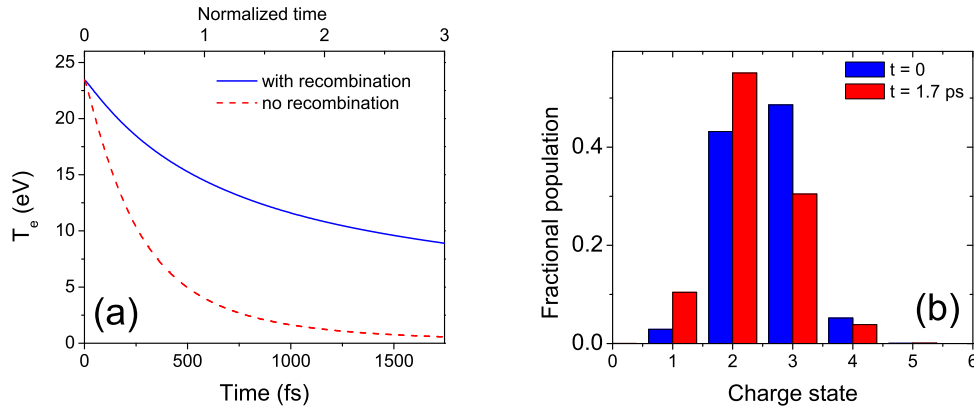 Normalized time
0 1 2 3
25
20
15
10
5
0
T_e (eV)
with recombination
no recombination
(a)
0 500 1000 1500
Time (fs)
0.4
0.2
0.0
Fractional population
t = 0
t = 1.7 ps
(b)
0 1 2 3 4 5 6
Charge state